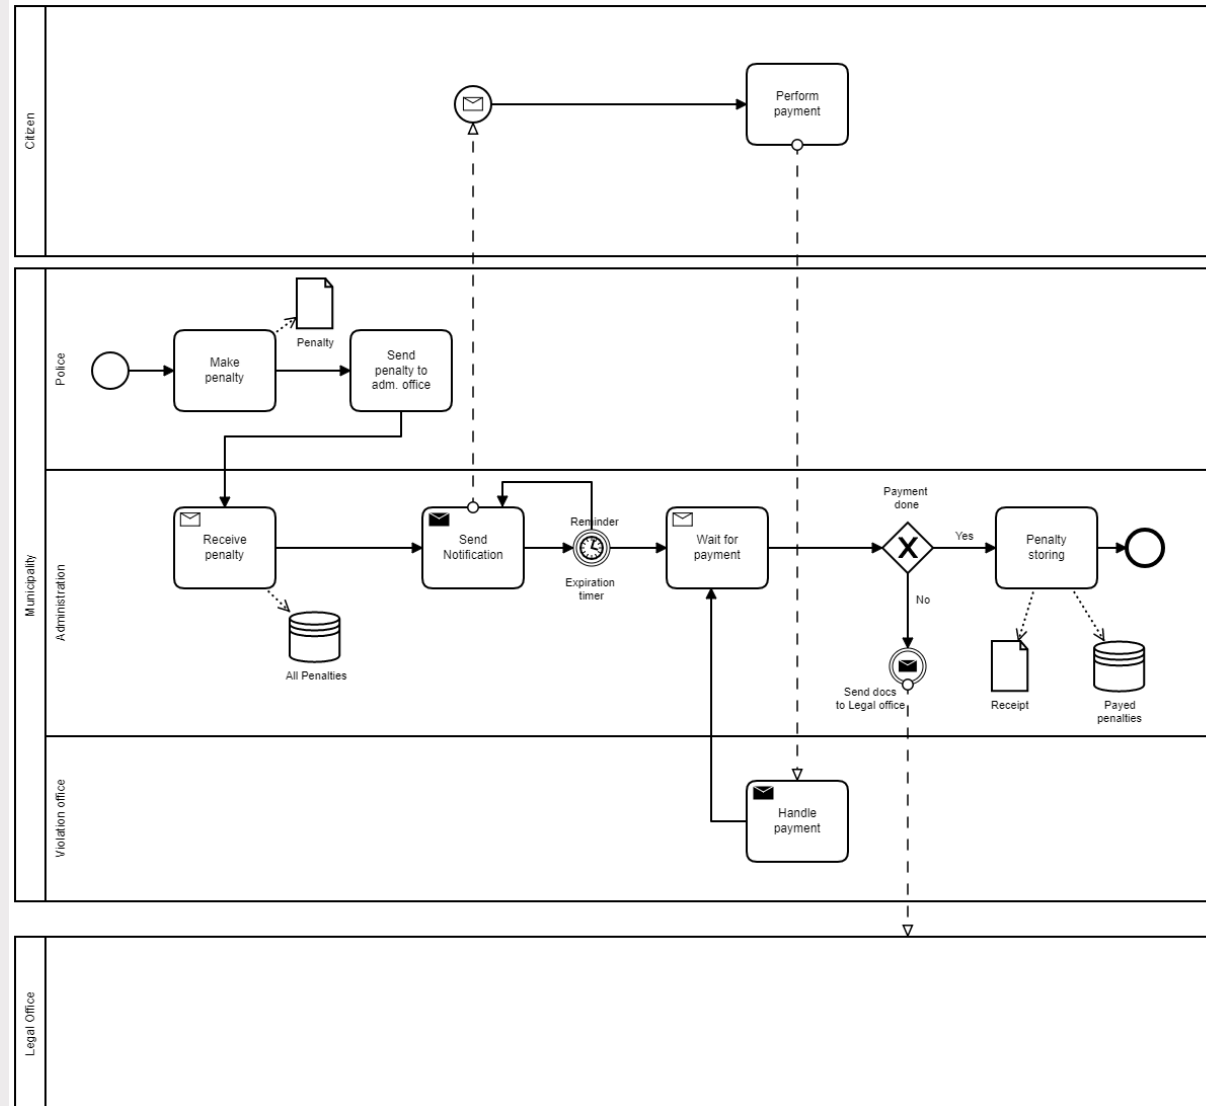 Citizen
Perform
payment
Municipality
Police
Make
penalty
Penalty
Send
penalty to
adm. office
Administration
Receive
penalty
All Penalties
Send
Notification
Reminder
Expiration
timer
Wait for
payment
Payment
done
Yes
No
Send docs
to Legal office
Penalty
storing
Receipt
Payed
penalties
Violation office
Handle
payment
Legal Office